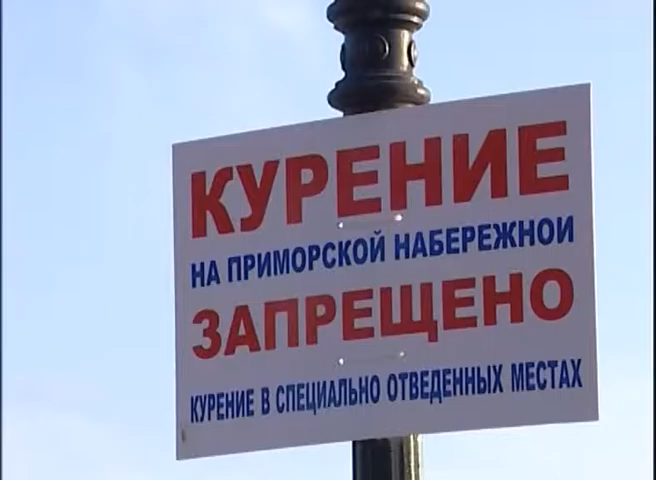 КУРЕНИЕ
НА ПРИМОРСКОЙ НАБЕРЕЖНОИ
ЗАПРЕЩЕНО
КУРЕНИЕ В СПЕЦИАЛЬНО ОТВЕДЕННЫХ МЕСТАХ